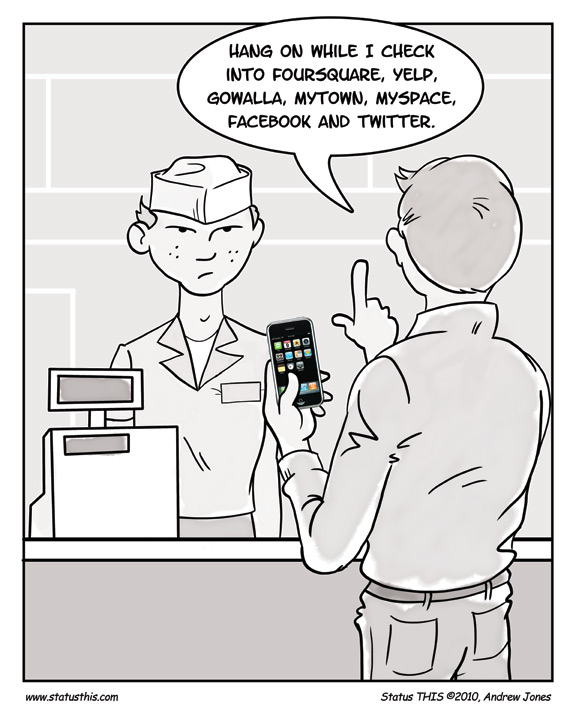 HANG ON WHILE I CHECK
INTO FOURSQUARE, YELP,
GOWALLA, MYTOWN, MYSPACE,
FACEBOOK AND TWITTER.
www.statusthis.com
Status THIS ©2010, Andrew Jones